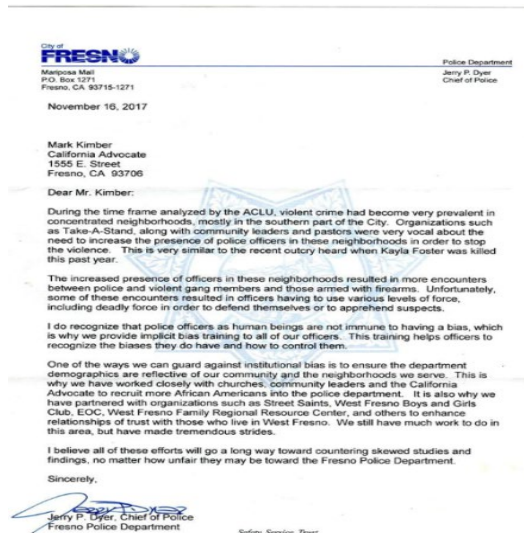 City of
FRESNO
Police Department
Mariposa Mall
P.O. Box 1271
Fresno, CA 93715-1271
Jerry P. Dyer
Chief of Police
November 16, 2017
Mark Kimber
California Advocate
1555 E. Street
Fresno, CA 93706
Dear Mr. Kimber:
During the time frame analyzed by the ACLU, violent crime had become very prevalent in
concentrated neighborhoods, mostly in the southern part of the City. Organizations such
as Take-A-Stand, along with community leaders and pastors were very vocal about the
need to increase the presence of police officers in these neighborhoods in order to stop
the violence. This is very similar to the recent outcry heard when Kayla Foster was killed
this past year.
The increased presence of officers in these neighborhoods resulted in more encounters
between police and violent gang members and those armed with firearms. Unfortunately,
some of these encounters resulted in officers having to use various levels of force,
including deadly force in order to defend themselves or to apprehend suspects.
I do recognize that police officers as human beings are not immune to having a bias, which
is why we provide implicit bias training to all of our officers. This training helps officers to
recognize the biases they do have and how to control them.
One of the ways we can guard against institutional bias is to ensure the department
demographics are reflective of our community and the neighborhoods we serve. This is
why we have worked closely with churches, community leaders and the California
Advocate to recruit more African Americans into the police department. It is also why we
have partnered with organizations such as Street Saints, West Fresno Boys and Girls
Club, EOC, West Fresno Family Regional Resource Center, and others to enhance
relationships of trust with those who live in West Fresno. We still have much work to do in
this area, but have made tremendous strides.
I believe all of these efforts will go a long way toward countering skewed studies and
findings, no matter how unfair they may be toward the Fresno Police Department.
Sincerely,
Jerry P. Dyer, Chief of Police
Fresno Police Department
Safety Service Trust